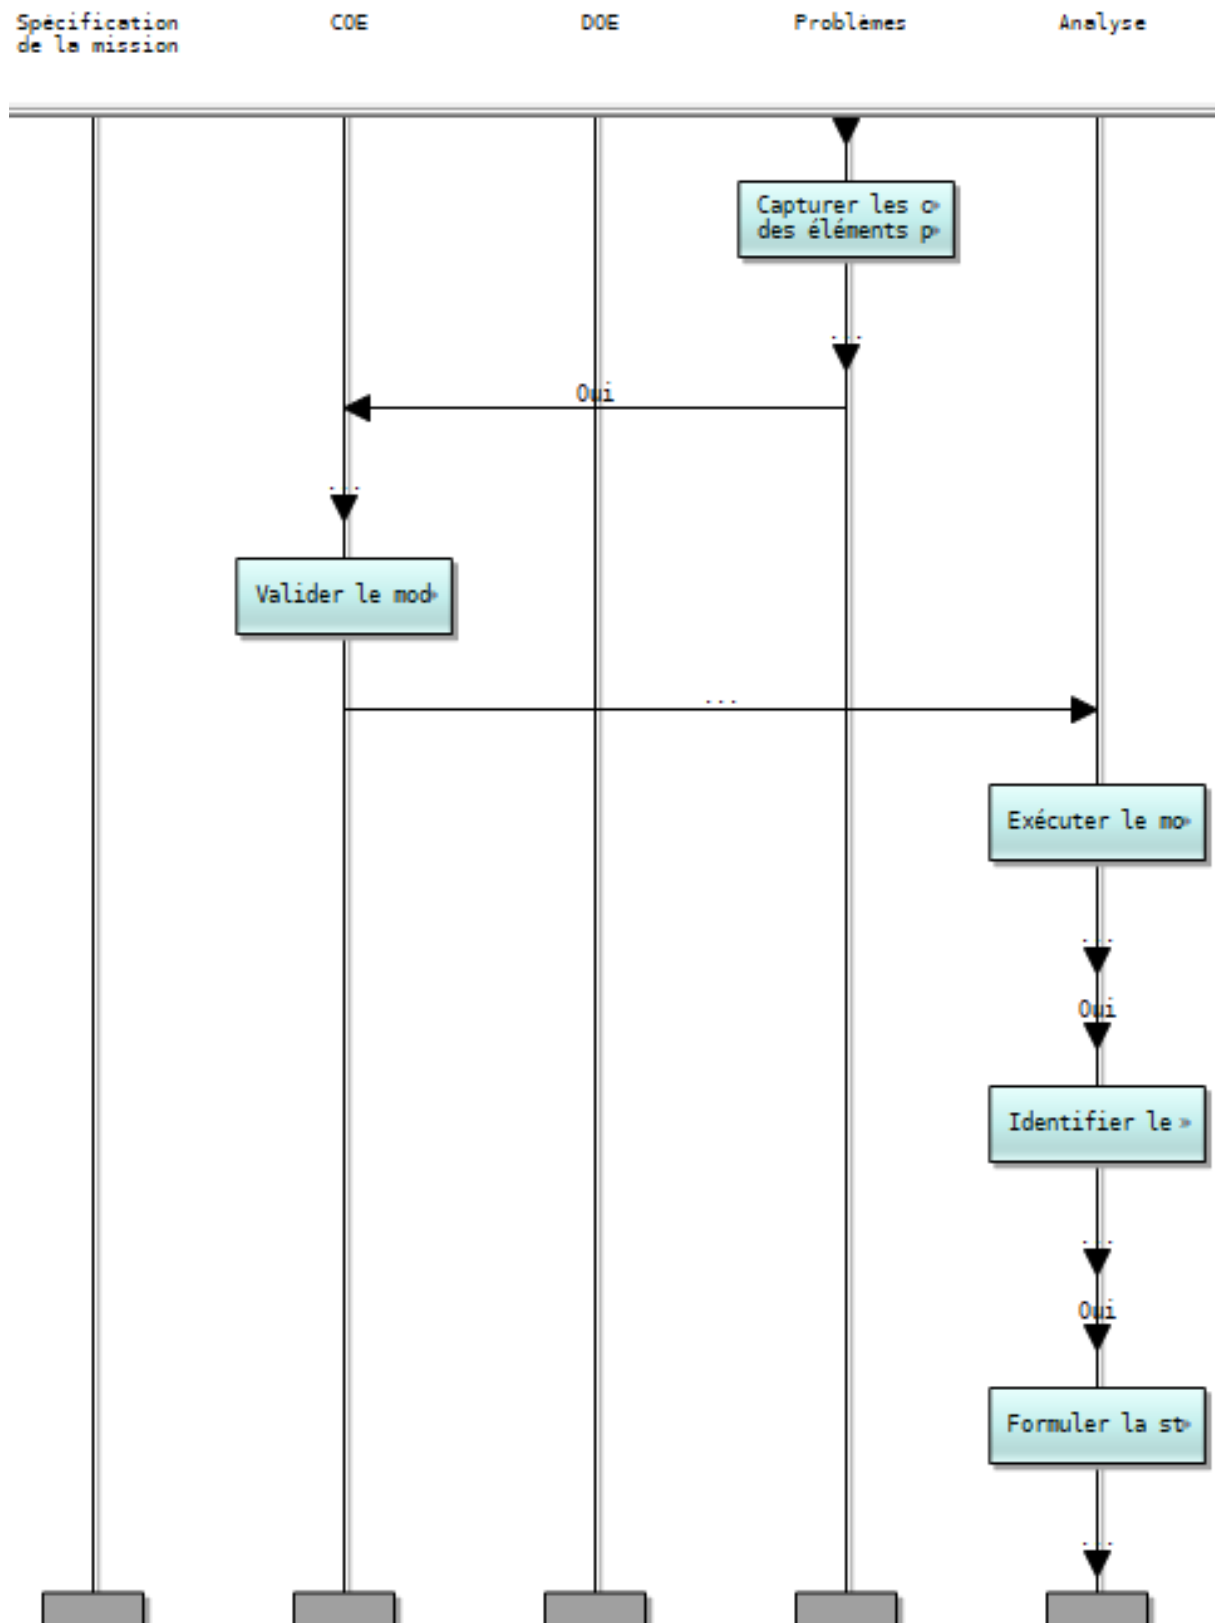 Spécification
de la mission
COE
DOE
Problèmes
Analyse
Capturer les c»
des éléments p»
...
Oui
...
Valider le mod»
...
Exécuter le mo»
...
Oui
Identifier le »
...
Oui
Formuler la st»
...